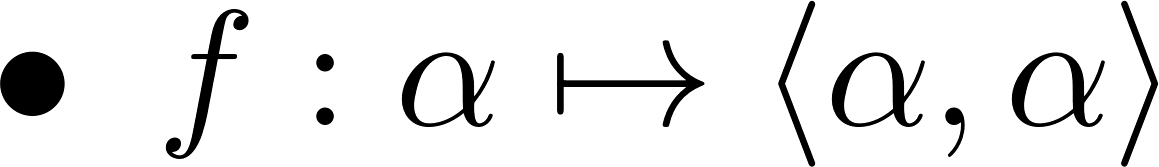 • f : α ↦ ⟨α, α⟩